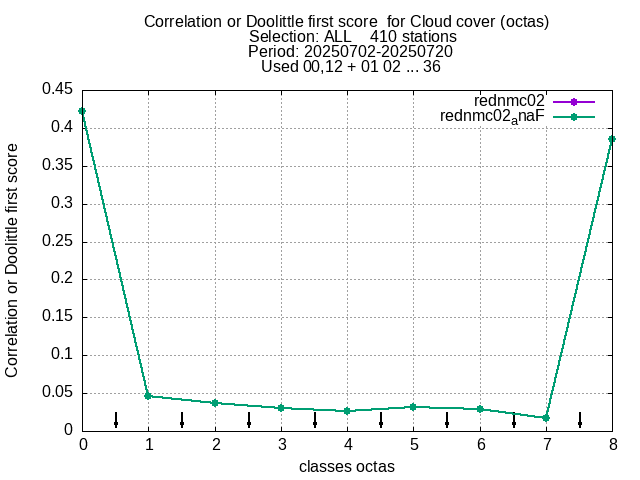 Correlation or Doolittle first score  for Cloud cover (octas)
Selection: ALL    410 stations
Period: 20250702-20250720
Used 00,12 + 01 02 ... 36
rednmc02
rednmc02ₐnaF
Correlation or Doolittle first score
0.45
0.4
0.35
0.3
0.25
0.2
0.15
0.1
0.05
0
0 1 2 3 4 5 6 7 8
classes octas